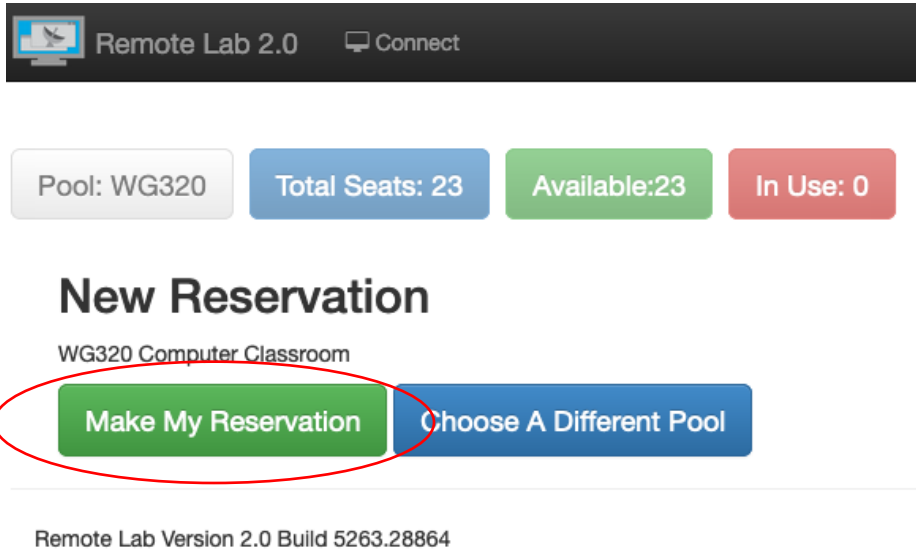 Remote Lab 2.0 Connect
Pool: WG320 Total Seats: 23 Available:23 In Use: 0
New Reservation
WG320 Computer Classroom
Make My Reservation Choose A Different Pool
Remote Lab Version 2.0 Build 5263.28864